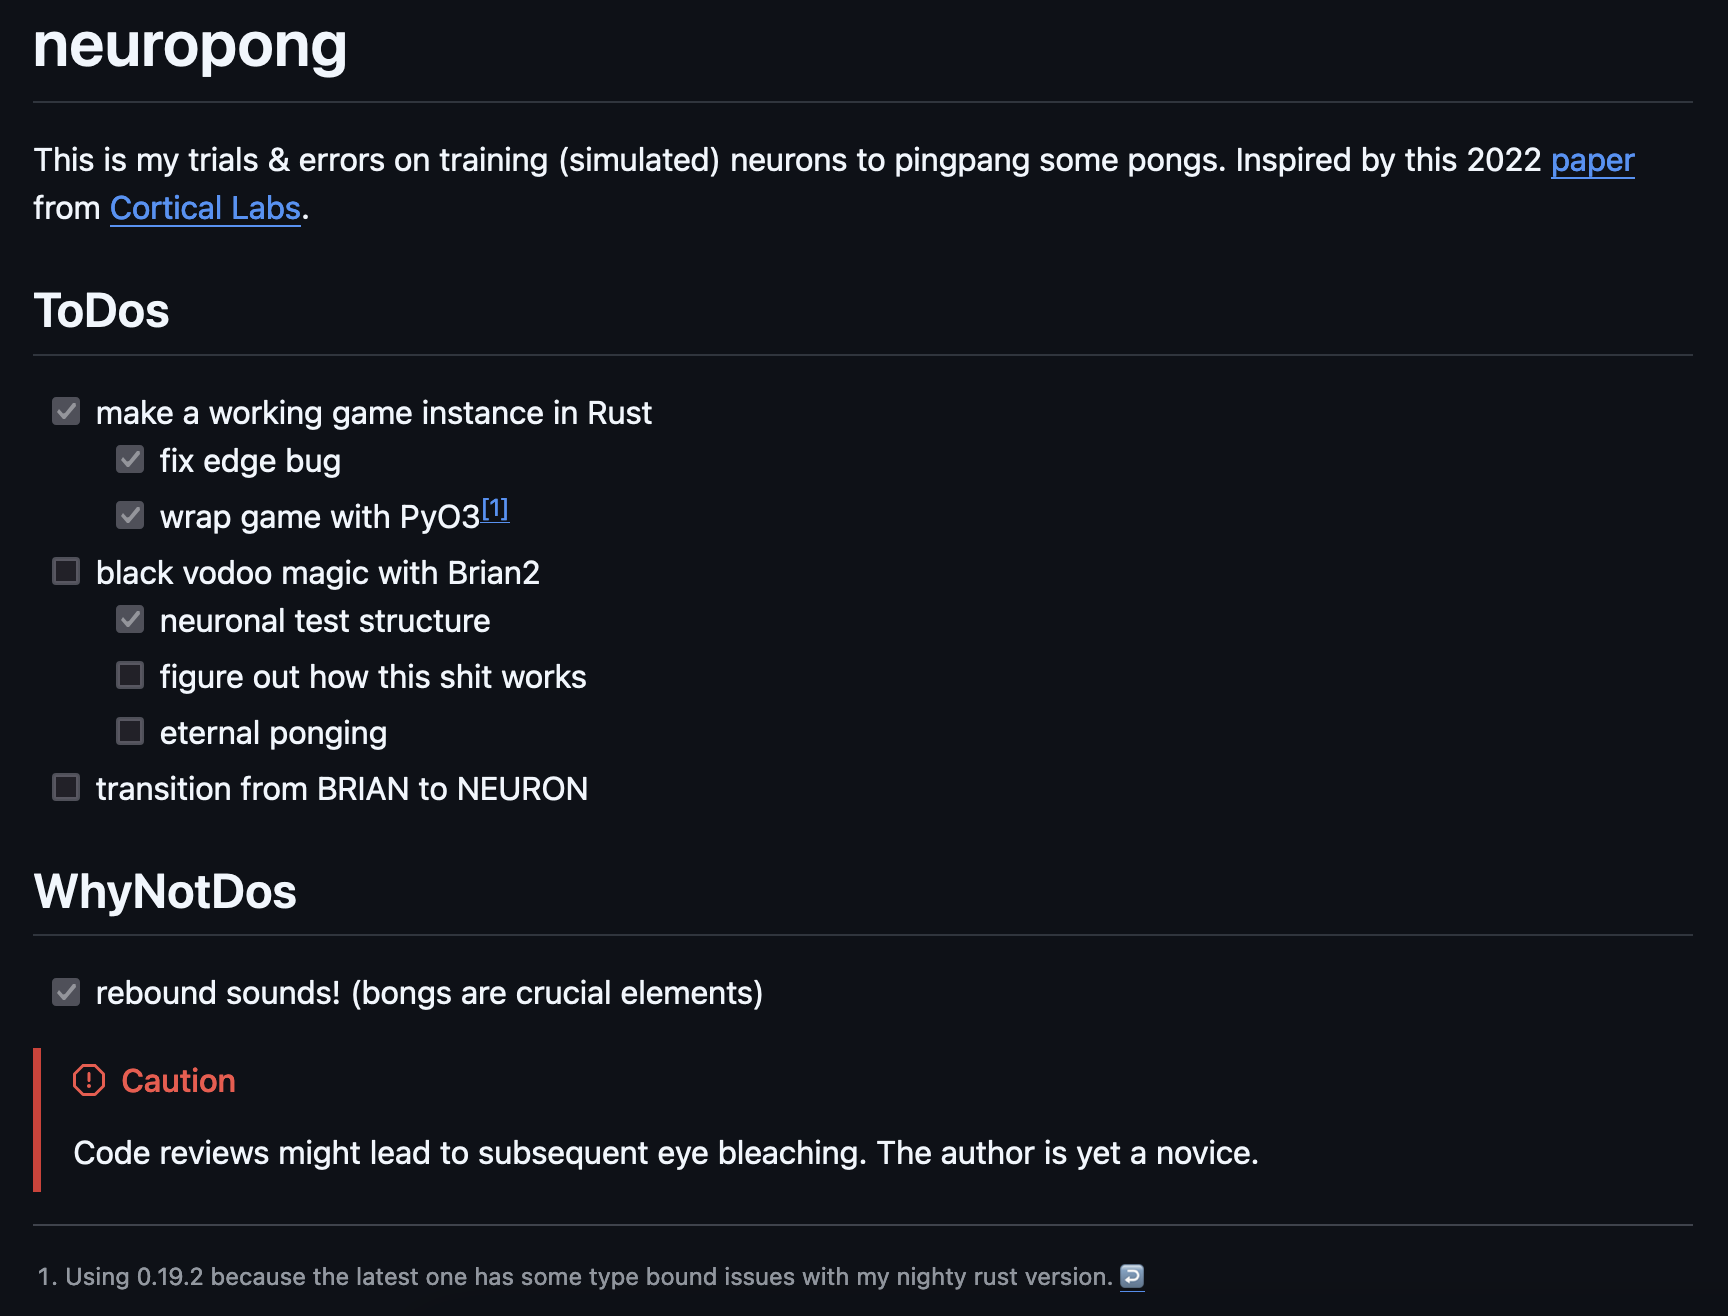 neuropong
This is my trials & errors on training (simulated) neurons to pingpang some pongs. Inspired by this 2022 paper
from Cortical Labs.
ToDos
make a working game instance in Rust
fix edge bug
wrap game with PyO3[1]
black vodoo magic with Brian2
neuronal test structure
figure out how this shit works
eternal ponging
transition from BRIAN to NEURON
WhyNotDos
rebound sounds! (bongs are crucial elements)
Caution
Code reviews might lead to subsequent eye bleaching. The author is yet a novice.
1. Using 0.19.2 because the latest one has some type bound issues with my nighty rust version.